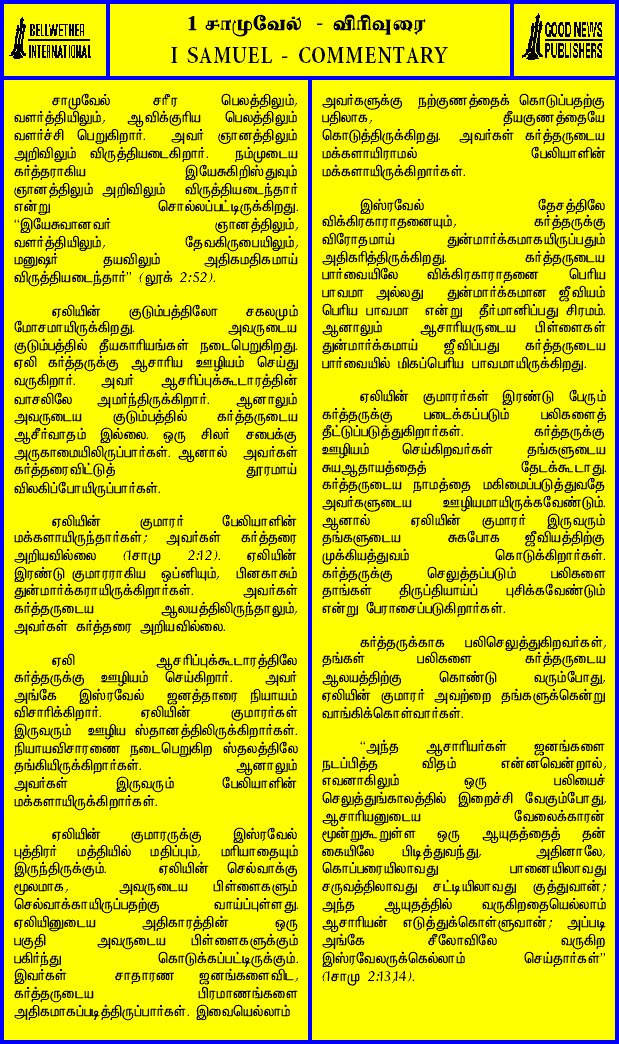 BELLWETHER
INTERNATIONAL
1 சாமுவேல் - விரிவுரை
I SAMUEL - COMMENTARY
GOOD NEWS
PUBLISHERS
சாமுவேல் சரீர பெலத்திலும்,
வளர்த்தியிலும், ஆவிக்குரிய பெலத்திலும்
வளர்ச்சி பெறுகிறார். அவர் ஞானத்திலும்
அறிவிலும் விருத்தியடைகிறார். நம்முடைய
கர்த்தராகிய இயேசுகிறிஸ்துவும்
ஞானத்திலும் அறிவிலும் விருத்தியடைந்தார்
என்று சொல்லப்பட்டிருக்கிறது.
“இயேசுவானவர் ஞானத்திலும்,
வளர்த்தியிலும், தேவகிருபையிலும்,
மனுஷர் தயவிலும் அதிகமதிகமாய்
விருத்தியடைந்தார்” (லூக் 2:52).
ஏலியின் குடும்பத்திலோ சகலமும்
மோசமாயிருக்கிறது. அவருடைய
குடும்பத்தில் தீயகாரியங்கள் நடைபெறுகிறது.
ஏலி கர்த்தருக்கு ஆசாரிய ஊழியம் செய்து
வருகிறார். அவர் ஆசரிப்புக்கூடாரத்தின்
வாசலிலே அமர்ந்திருக்கிறார். ஆனாலும்
அவருடைய குடும்பத்தில் கர்த்தருடைய
ஆசீர்வாதம் இல்லை. ஒரு சிலர் சபைக்கு
அருகாமையிலிருப்பார்கள். ஆனால் அவர்கள்
கர்த்தரைவிட்டுத் தூரமாய்
விலகிப்போயிருப்பார்கள்.
ஏலியின் குமாரர் பேலியாளின்
மக்களாயிருந்தார்கள்; அவர்கள் கர்த்தரை
அறியவில்லை (1சாமு 2:12). ஏலியின்
இரண்டு குமாரராகிய ஒப்னியும், பினகாசும்
துன்மார்க்கராயிருக்கிறார்கள். அவர்கள்
கர்த்தருடைய ஆலயத்திலிருந்தாலும்,
அவர்கள் கர்த்தரை அறியவில்லை.
ஏலி ஆசரிப்புக்கூடாரத்திலே
கர்த்தருக்கு ஊழியம் செய்கிறார். அவர்
அங்கே இஸ்ரவேல் ஜனத்தாரை நியாயம்
விசாரிக்கிறார். ஏலியின் குமாரர்கள்
இருவரும் ஊழிய ஸ்தானத்திலிருக்கிறார்கள்.
நியாயவிசாரணை நடைபெறுகிற ஸ்தலத்திலே
தங்கியிருக்கிறார்கள். ஆனாலும்
அவர்கள் இருவரும் பேலியாளின்
மக்களாயிருக்கிறார்கள்.
ஏலியின் குமாரருக்கு இஸ்ரவேல்
புத்திரர் மத்தியில் மதிப்பும், மரியாதையும்
இருந்திருக்கும். ஏலியின் செல்வாக்கு
மூலமாக, அவருடைய பிள்ளைகளும்
செல்வாக்காயிருப்பதற்கு வாய்ப்புள்ளது.
ஏலியினுடைய அதிகாரத்தின் ஒரு
பகுதி அவருடைய பிள்ளைகளுக்கும்
பகிர்ந்து கொடுக்கப்பட்டிருக்கும்.
இவர்கள் சாதாரண ஜனங்களைவிட,
கர்த்தருடைய பிரமாணங்களை
அதிகமாகப்படித்திருப்பார்கள். இவையெல்லாம்
அவர்களுக்கு நற்குணத்தைக் கொடுப்பதற்கு
பதிலாக, தீயகுணத்தையே
கொடுத்திருக்கிறது. அவர்கள் கர்த்தருடைய
மக்களாயிராமல் பேலியாளின்
மக்களாயிருக்கிறார்கள்.
இஸ்ரவேல் தேசத்திலே
விக்கிரகாராதனையும், கர்த்தருக்கு
விரோதமாய் துன்மார்க்கமாகயிருப்பதும்
அதிகரித்திருக்கிறது. கர்த்தருடைய
பார்வையிலே விக்கிரகாராதனை பெரிய
பாவமா அல்லது துன்மார்க்கமான ஜீவியம்
பெரிய பாவமா என்று தீர்மானிப்பது சிரமம்.
ஆனாலும் ஆசாரியருடைய பிள்ளைகள்
துன்மார்க்கமாய் ஜீவிப்பது கர்த்தருடைய
பார்வையில் மிகப்பெரிய பாவமாயிருக்கிறது.
ஏலியின் குமாரர்கள் இரண்டு பேரும்
கர்த்தருக்கு படைக்கப்படும் பலிகளைத்
தீட்டுப்படுத்துகிறார்கள். கர்த்தருக்கு
ஊழியம் செய்கிறவர்கள் தங்களுடைய
சுயஆதாயத்தைத் தேடக்கூடாது.
கர்த்தருடைய நாமத்தை மகிமைப்படுத்துவதே
அவர்களுடைய ஊழியமாயிருக்கவேண்டும்.
ஆனால் ஏலியின் குமாரர் இருவரும்
தங்களுடைய சுகபோக ஜீவியத்திற்கு
முக்கியத்துவம் கொடுக்கிறார்கள்.
கர்த்தருக்கு செலுத்தப்படும் பலிகளை
தாங்கள் திருப்தியாய்ப் புசிக்கவேண்டும்
என்று பேராசைப்படுகிறார்கள்.
கர்த்தருக்காக பலிசெலுத்துகிறவர்கள்,
தங்கள் பலிகளை கர்த்தருடைய
ஆலயத்திற்கு கொண்டு வரும்போது,
ஏலியின் குமாரர் அவற்றை தங்களுக்கென்று
வாங்கிக்கொள்வார்கள்.
“அந்த ஆசாரியர்கள் ஜனங்களை
நடப்பித்த விதம் என்னவென்றால்,
எவனாகிலும் ஒரு பலியைச்
செலுத்துங்காலத்தில் இறைச்சி வேகும்போது,
ஆசாரியனுடைய வேலைக்காரன்
மூன்றுகூறுள்ள ஒரு ஆயுதத்தைத் தன்
கையிலே பிடித்துவந்து, அதினாலே,
கொப்பரையிலாவது பானையிலாவது
சருவத்திலாவது சட்டியிலாவது குத்துவான்;
அந்த ஆயுதத்தில் வருகிறதையெல்லாம்
ஆசாரியன் எடுத்துக்கொள்ளுவான்; அப்படி
அங்கே சீலோவிலே வருகிற
இஸ்ரவேலருக்கெல்லாம் செய்தார்கள்”
(1சாமு 2:13,14).